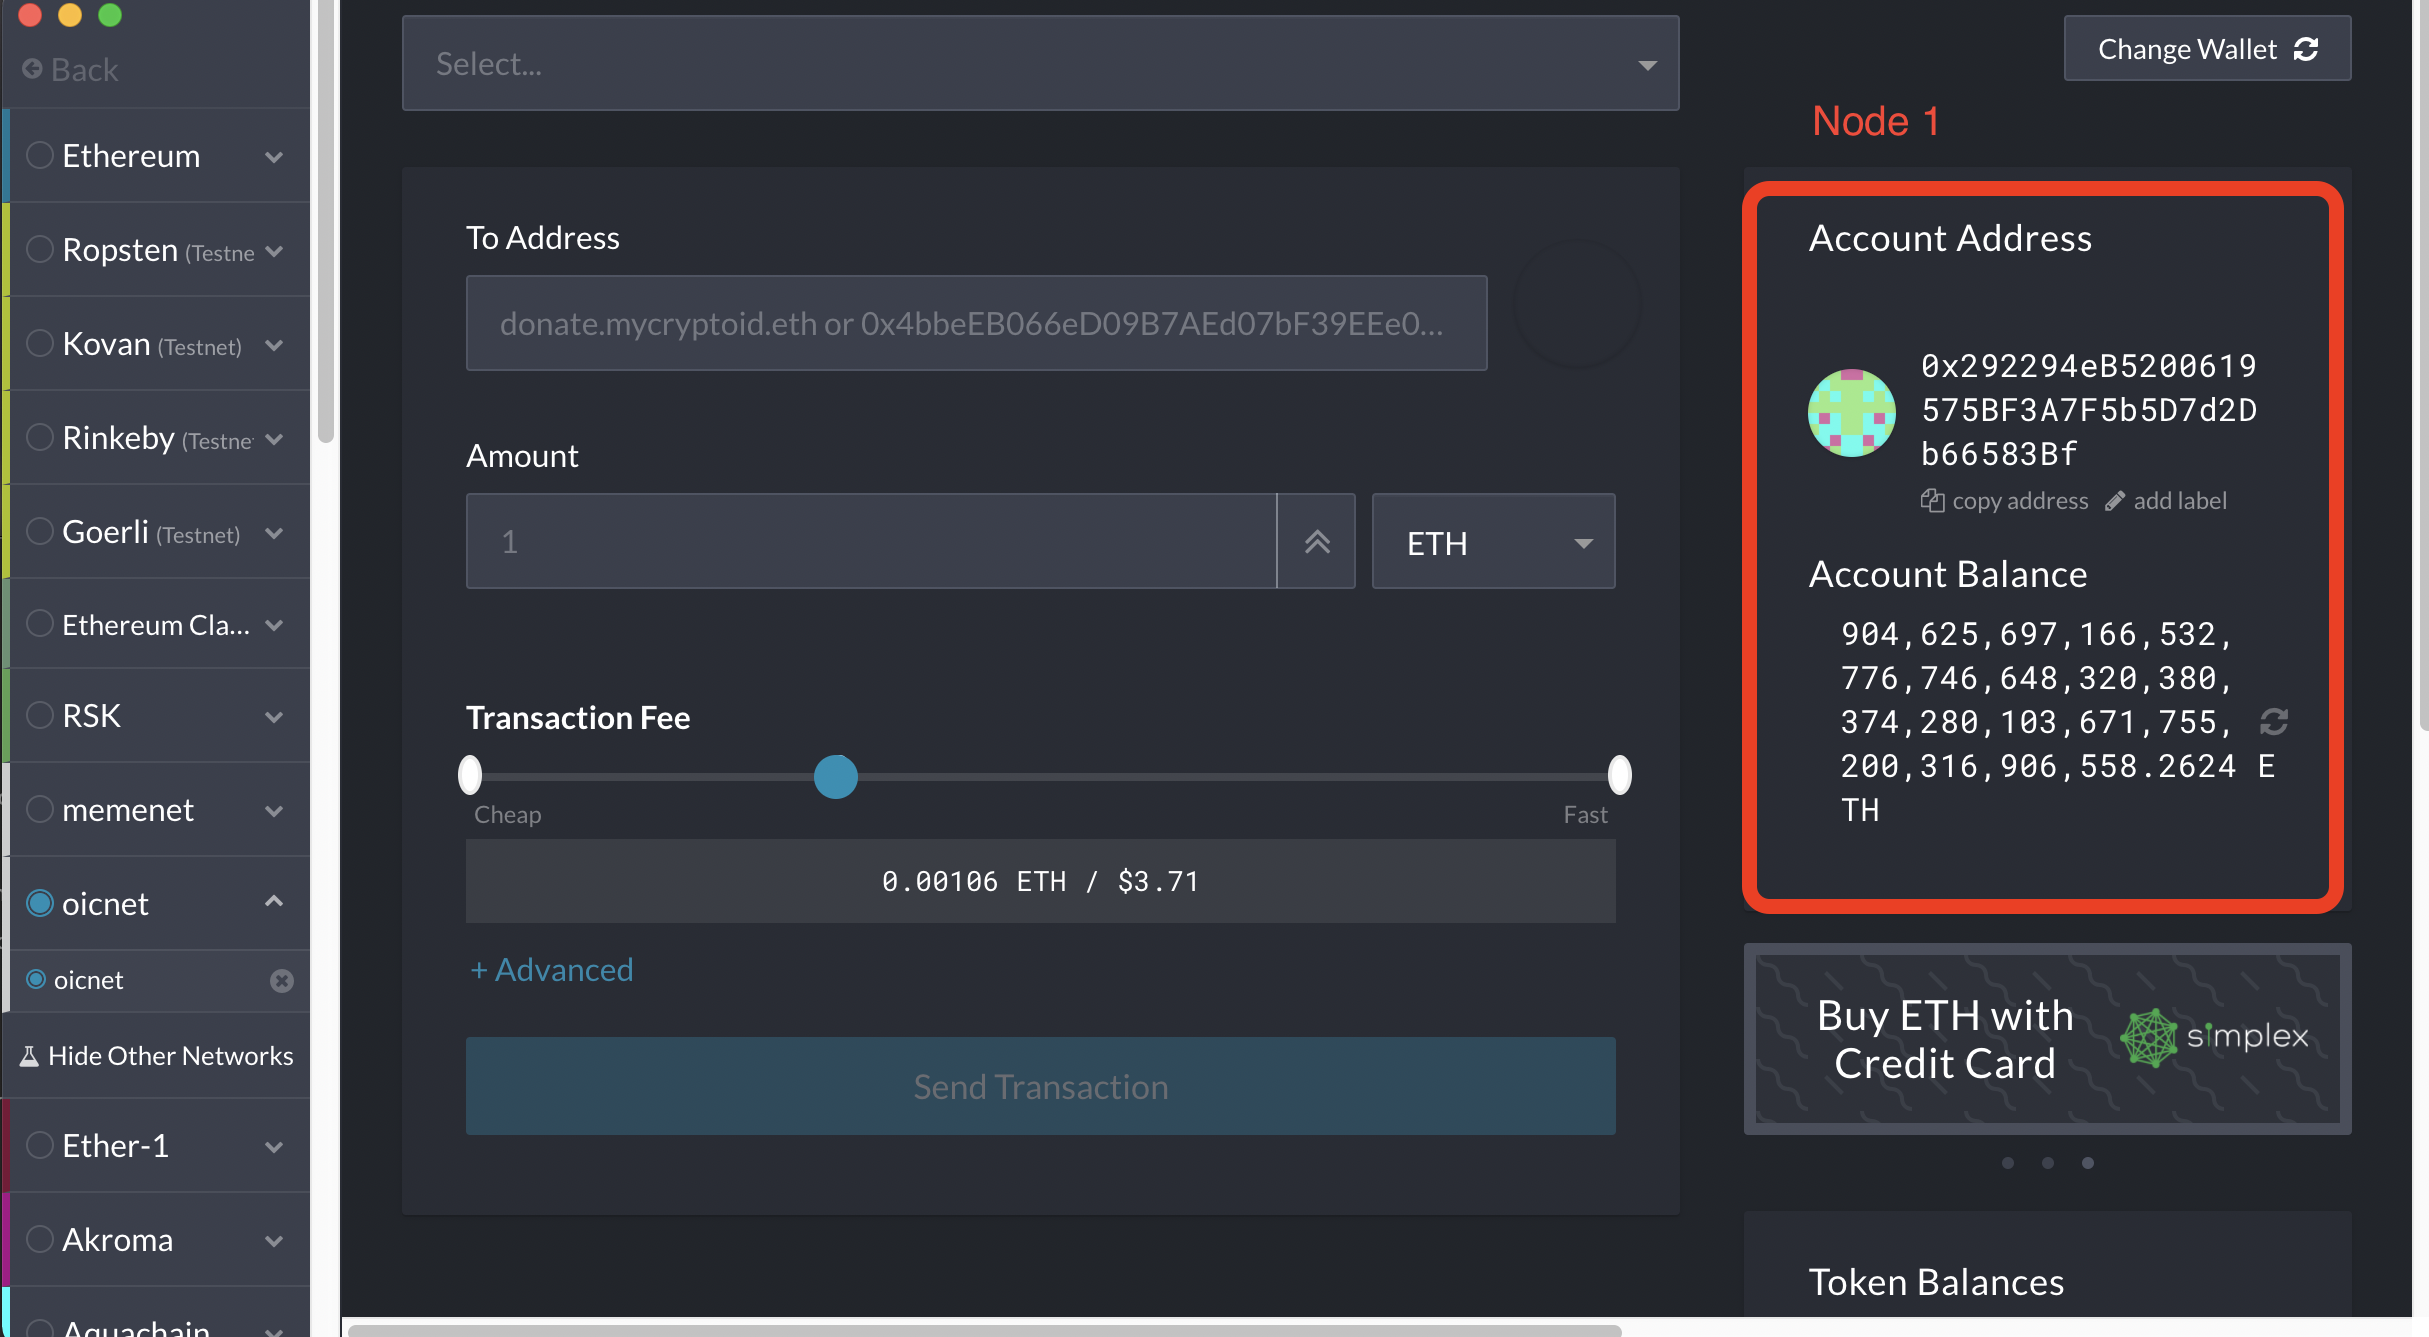 Back
Ethereum
Ropsten (Testne
Kovan (Testnet)
Rinkeby (Testne
Goerli (Testnet)
Ethereum Cla...
RSK
memenet
oicnet
oicnet
Hide Other Networks
Ether-1
Akroma
Aquachain
Select...
To Address
donate.mycryptoid.eth or 0x4bbeEB066eD09B7AEd07bF39EEe0...
Amount
1
ETH
Transaction Fee
Cheap
Fast
0.00106 ETH / $3.71
+ Advanced
Send Transaction
Change Wallet
Node 1
Account Address
0x292294eB5200619
575BF3A7F5b5D7d2D
b66583Bf
copy address
add label
Account Balance
904,625,697,166,532,
776,746,648,320,380,
374,280,103,671,755,
200,316,906,558.2624 E
TH
Buy ETH with
Credit Card
simplex
Token Balances